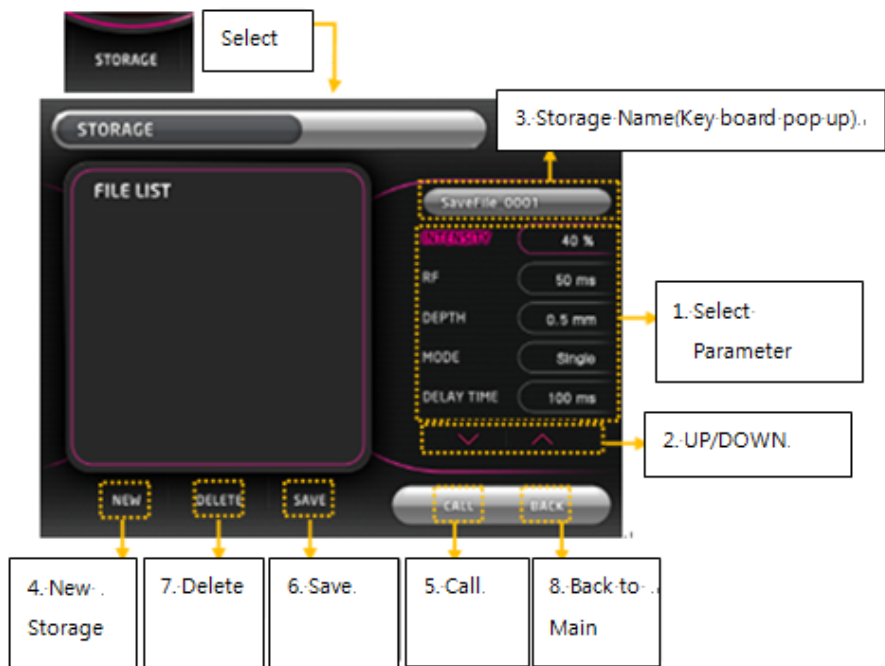 STORAGE
Select
STORAGE
3. Storage Name(Key board pop up).
FILE LIST
SaveFile 0001
INTENSITY 40 %
RF 50 ms
DEPTH 0.5 mm
MODE Single
DELAY TIME 100 ms
1. Select
Parameter
2. UP/DOWN.
NEW DELETE SAVE CALL BACK
4. New
Storage
7. Delete
6. Save.
5. Call.
8. Back to
Main